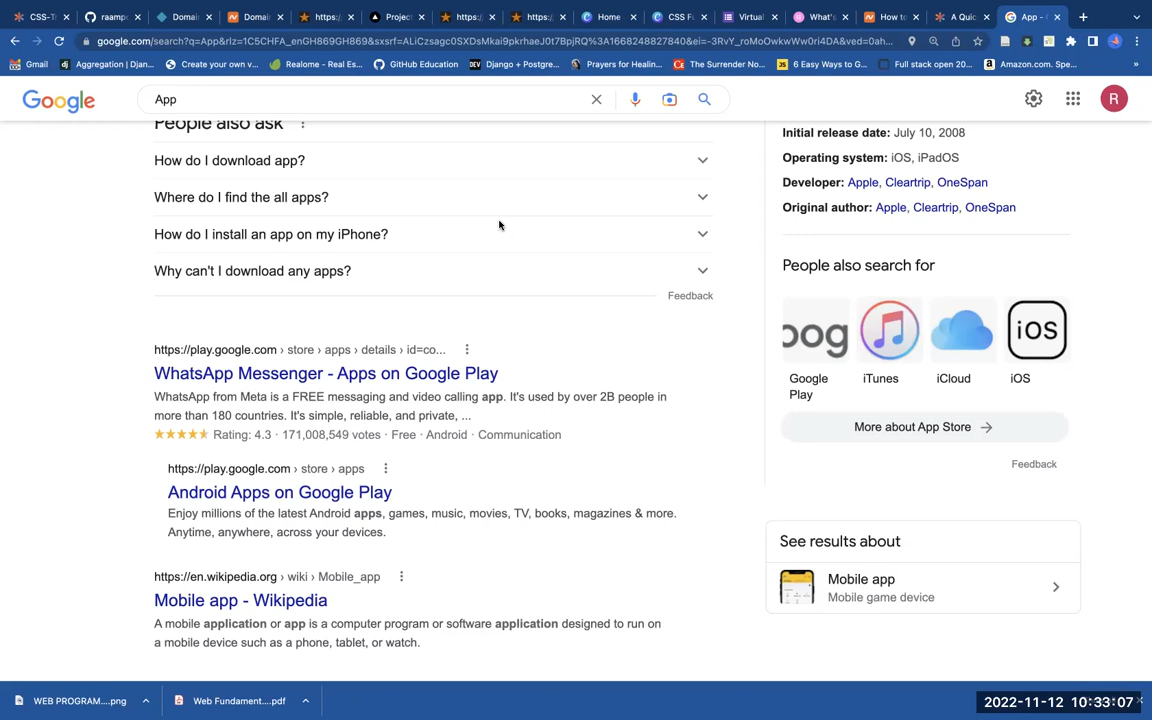 CSS-T
raamp
Domai
Domai
https:/
Projec
https:/
https:/
Home
CSS F
Virtual
What's
How to
A Quic
App -
google.com/search?q=App&rlz=1C5CHFA_enGH869GH869&sxsrf=ALiCzsagc0SXDsMkai9pkrhaeJ0t7BpjRQ%3A1668248827840&ei=-3RvY_roMoOwkwWw0ri4DA&ved=0ah...
Gmail
Aggregation | Djan...
Create your own v...
Realome - Real Es...
GitHub Education
Django + Postgre...
Prayers for Healin...
The Surrender No...
6 Easy Ways to G...
Full stack open 20...
Amazon.com. Spe...
»
Google
App
R
People also ask
How do I download app?
Where do I find the all apps?
How do I install an app on my iPhone?
Why can't I download any apps?
Feedback
https://play.google.com › store › apps › details › id=co...
WhatsApp Messenger - Apps on Google Play
WhatsApp from Meta is a FREE messaging and video calling app. It's used by over 2B people in
more than 180 countries. It's simple, reliable, and private, ...
Rating: 4.3 · 171,008,549 votes · Free · Android · Communication
https://play.google.com › store › apps
Android Apps on Google Play
Enjoy millions of the latest Android apps, games, music, movies, TV, books, magazines & more.
Anytime, anywhere, across your devices.
https://en.wikipedia.org › wiki › Mobile_app
Mobile app - Wikipedia
A mobile application or app is a computer program or software application designed to run on
a mobile device such as a phone, tablet, or watch.
Initial release date: July 10, 2008
Operating system: iOS, iPadOS
Developer: Apple, Cleartrip, OneSpan
Original author: Apple, Cleartrip, OneSpan
People also search for
oog
iOS
Google
Play
iTunes
iCloud
iOS
More about App Store
Feedback
See results about
Mobile app
Mobile game device
WEB PROGRAM....png
Web Fundament....pdf
2022-11-12 10:33:07